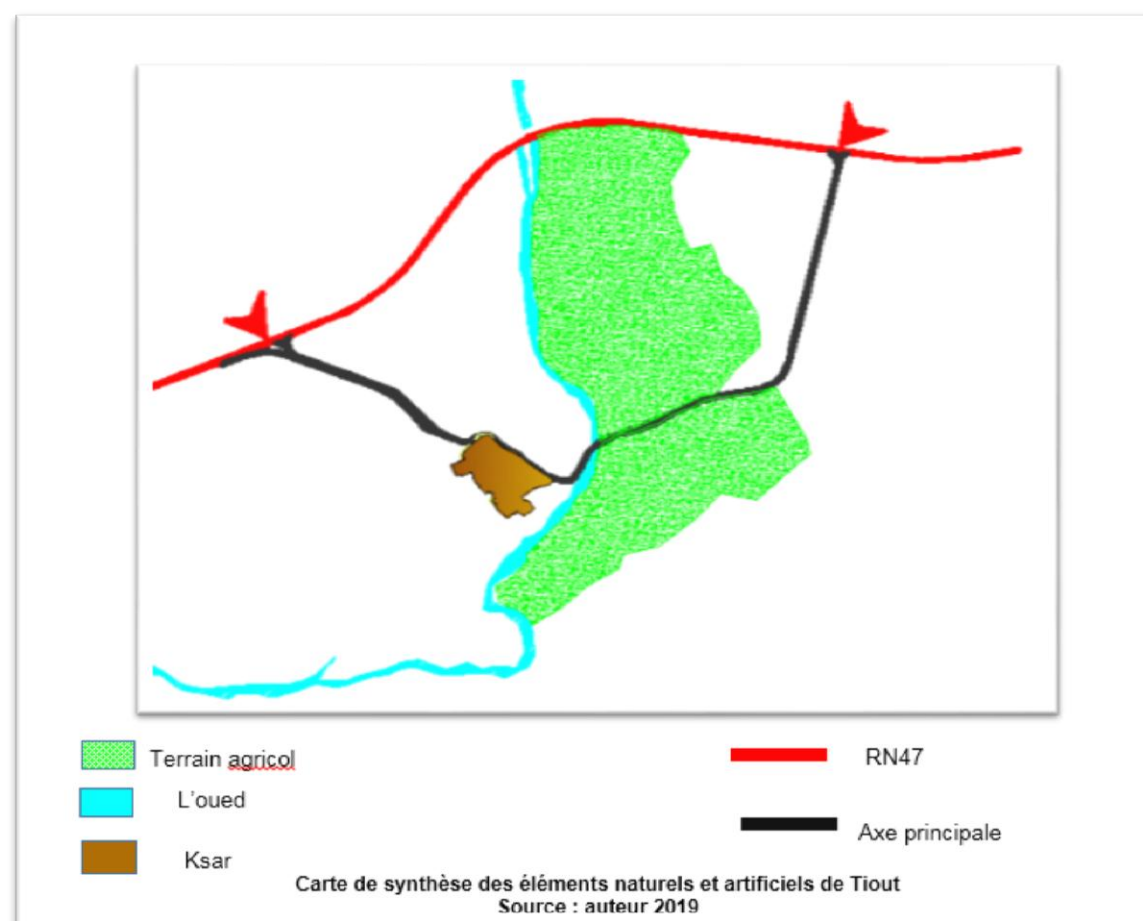 Terrain agricol
L'oued
Ksar
RN47
Axe principale
Carte de synthèse des éléments naturels et artificiels de Tiout
Source : auteur 2019